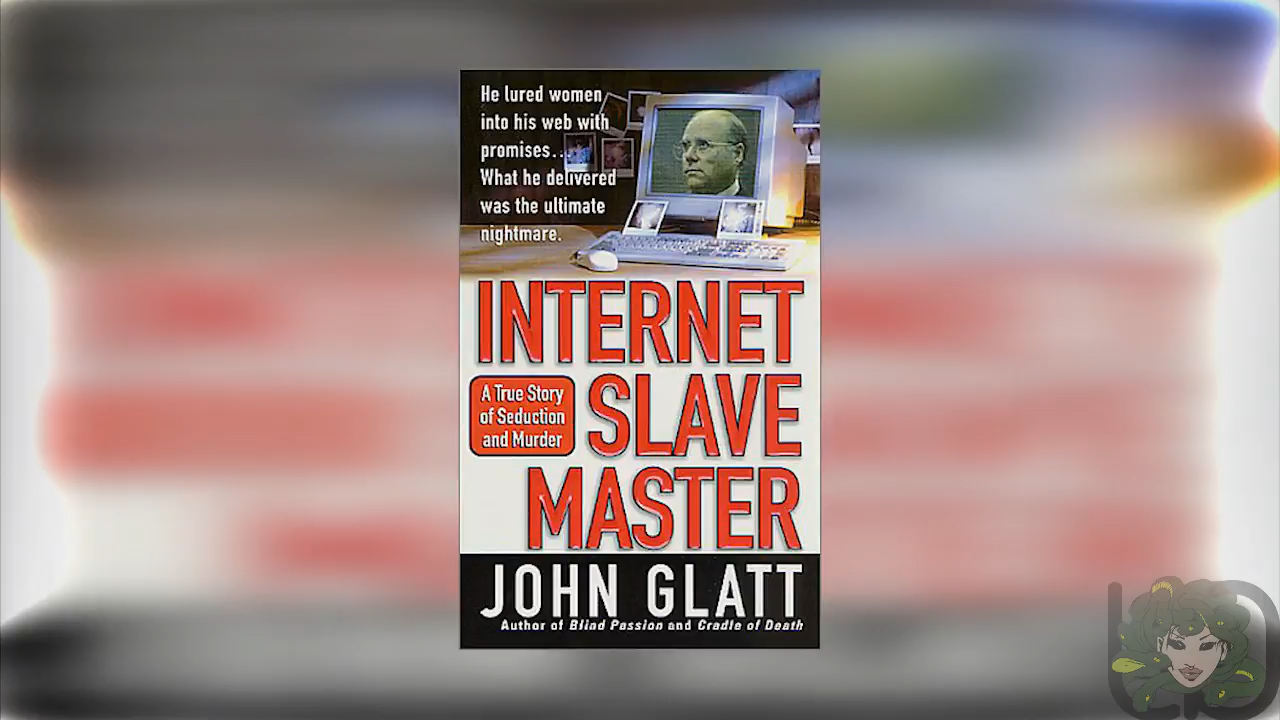 He lured women
into his web with
promises...
What he delivered
was the ultimate
nightmare.
INTERNET
A True Story
of Seduction
and Murder
SLAVE
MASTER
JOHN GLATT
Author of Blind Passion and Cradle of Death